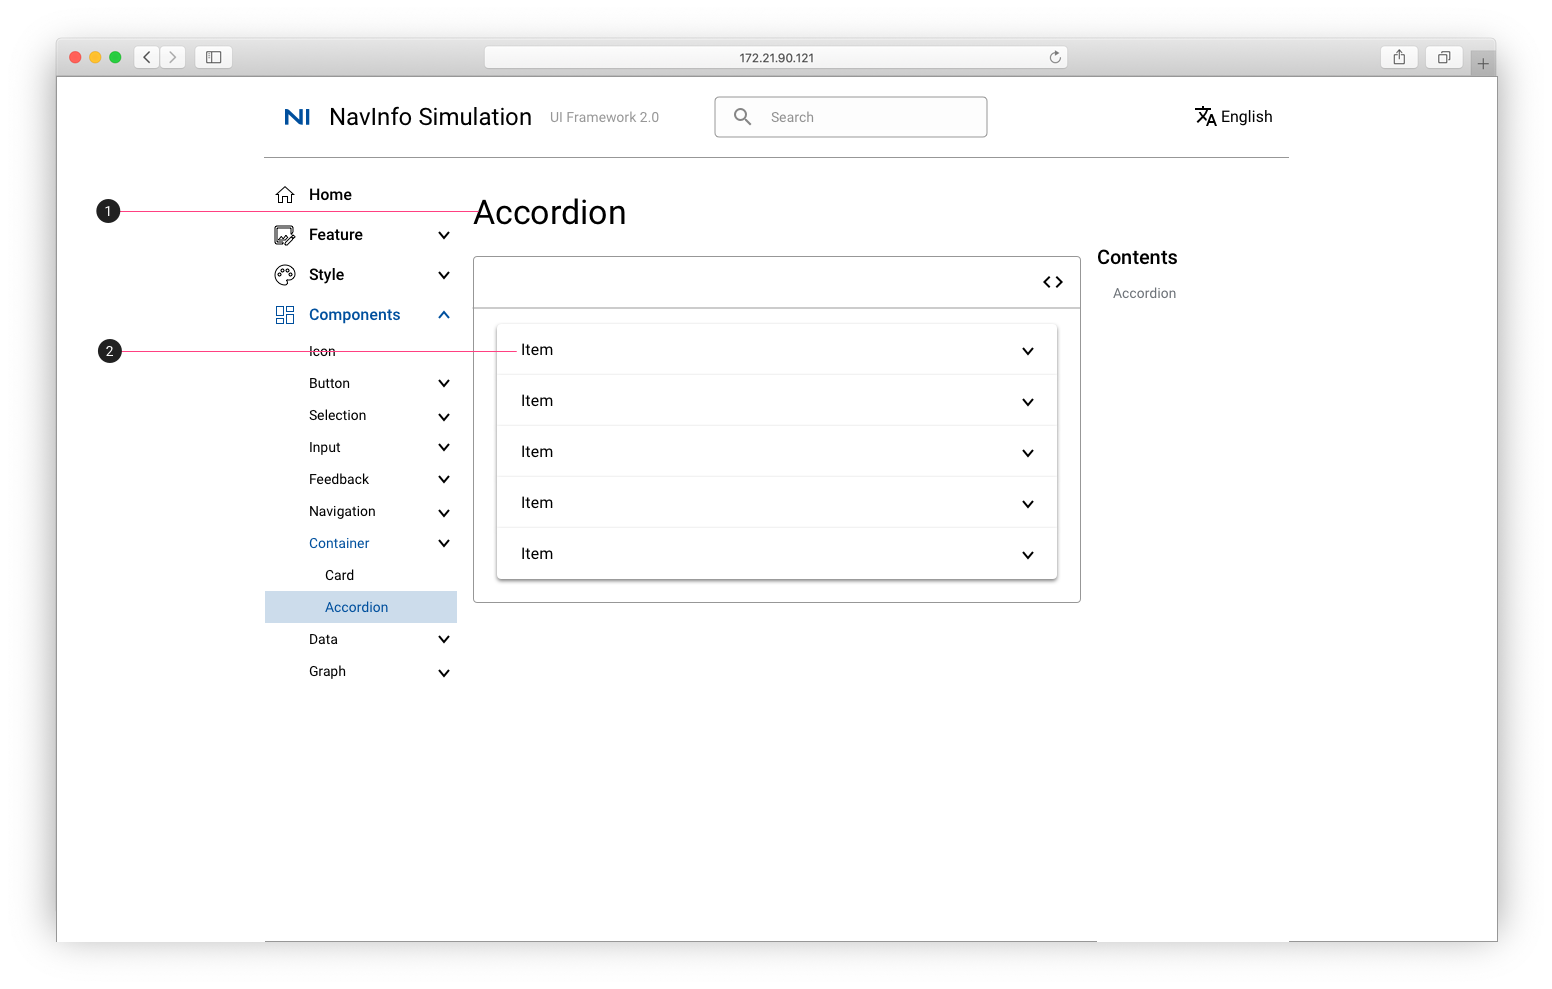 172.21.90.121
NI NavInfo Simulation UI Framework 2.0 Search English
Home
1
Accordion
Feature
Style
Components
Contents
Accordion
2
Icon
Button
Selection
Input
Feedback
Navigation
Container
Card
Accordion
Data
Graph
Item
Item
Item
Item
Item